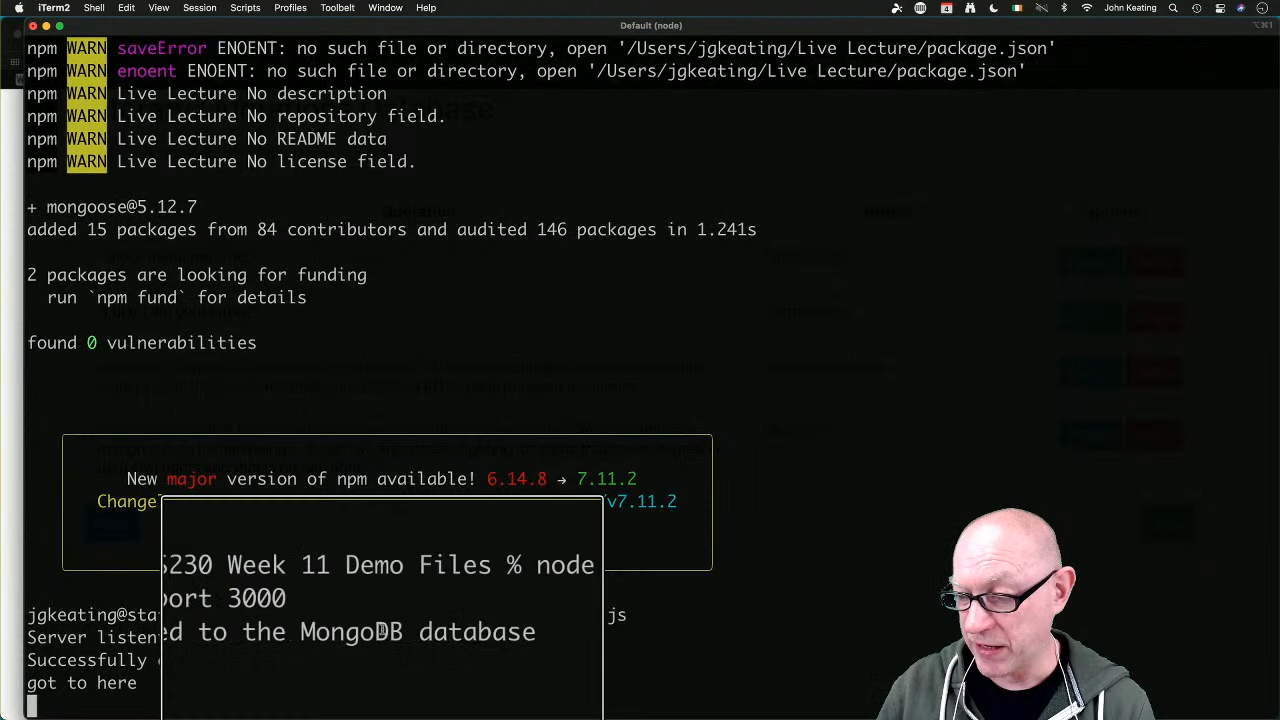 iTerm2 Shell Edit View Session Scripts Profiles Toolbelt Window Help 4 John Keating
Default (node) ⌥⌘1
npm WARN saveError ENOENT: no such file or directory, open '/Users/jgkeating/Live Lecture/package.json'
npm WARN enoent ENOENT: no such file or directory, open '/Users/jgkeating/Live Lecture/package.json'
npm WARN Live Lecture No description
npm WARN Live Lecture No repository field.
npm WARN Live Lecture No README data
npm WARN Live Lecture No license field.
+ mongoose@5.12.7
added 15 packages from 84 contributors and audited 146 packages in 1.241s
2 packages are looking for funding
run `npm fund` for details
found 0 vulnerabilities
New major version of npm available! 6.14.8 → 7.11.2
Change /v7.11.2
230 Week 11 Demo Files % node
port 3000
ed to the MongoDB database
jgkeating@sta js
Server listen
Successfully
got to here